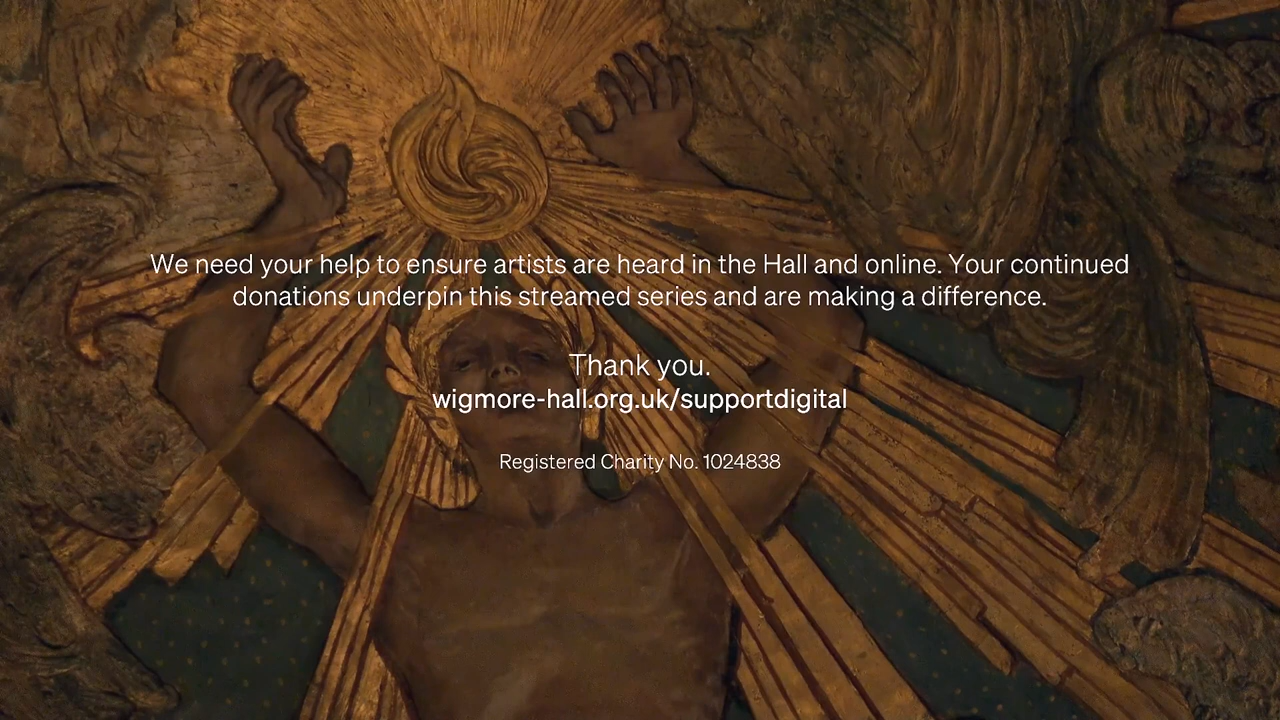 We need your help to ensure artists are heard in the Hall and online. Your continued
donations underpin this streamed series and are making a difference.
Thank you.
wigmore-hall.org.uk/supportdigital
Registered Charity No. 1024838